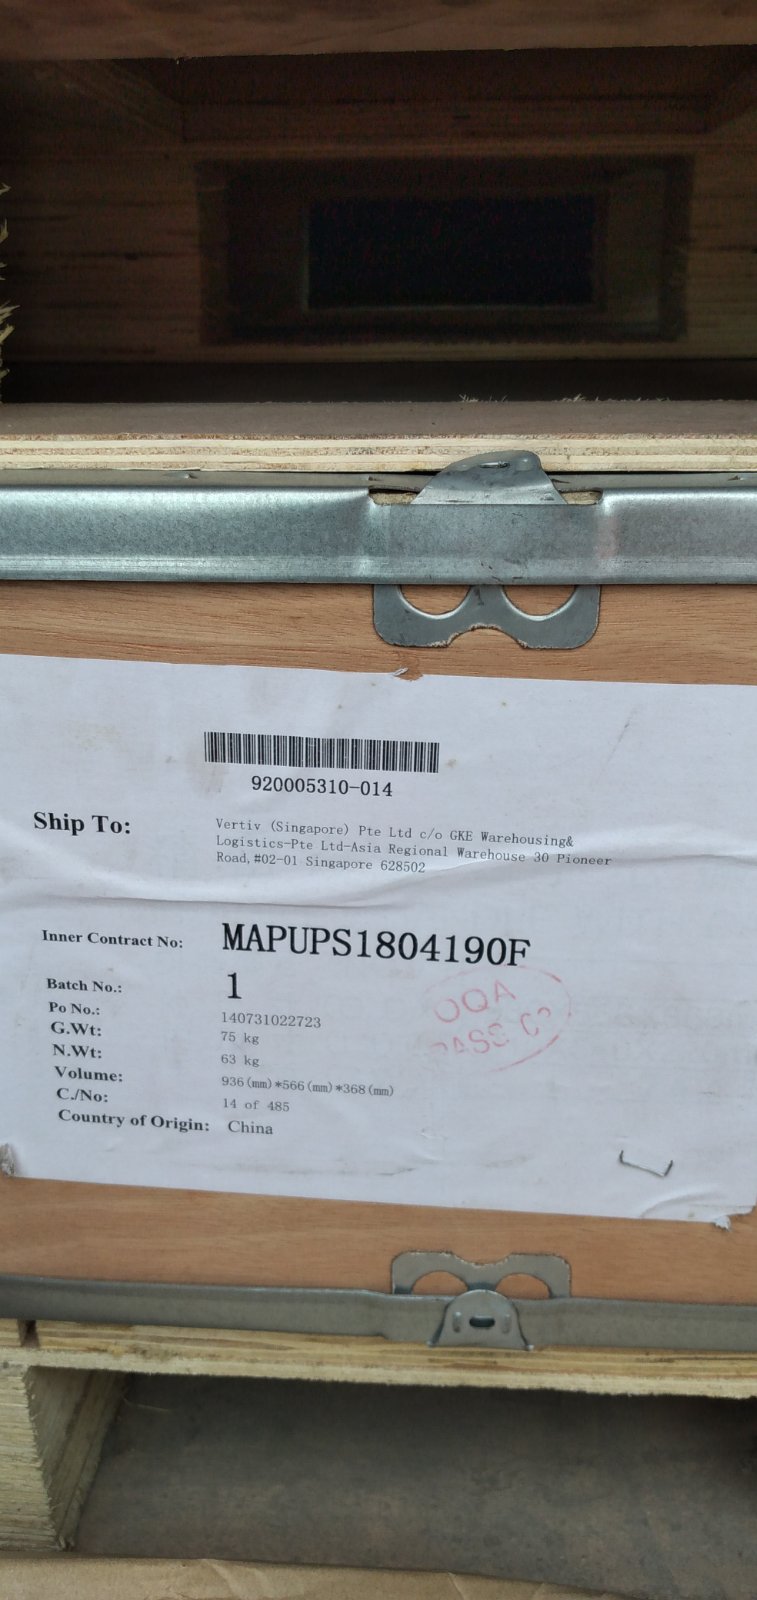 920005310-014
Ship To:
Vertiv (Singapore) Pte Ltd c/o GKE Warehousing&
Logistics-Pte Ltd-Asia Regional Warehouse 30 Pioneer
Road,#02-01 Singapore 628502
Inner Contract No: MAPUPS1804190F
Batch No.: 1
Po No.: 140731022723
G.Wt: 75 kg
N.Wt: 63 kg
Volume: 936(mm)*566(mm)*368(mm)
C./No: 14 of 485
Country of Origin: China
OQA
PASS